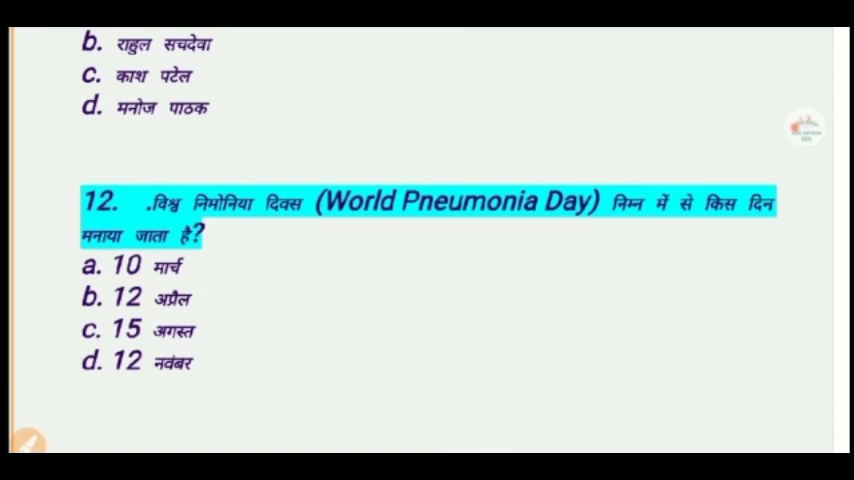 b. राहुल सचदेवा
c. काश पटेल
d. मनोज पाठक
12. .विश्व निमोनिया दिवस (World Pneumonia Day) निम्न में से किस दिन
मनाया जाता है?
a. 10 मार्च
b. 12 अप्रैल
c. 15 अगस्त
d. 12 नवंबर